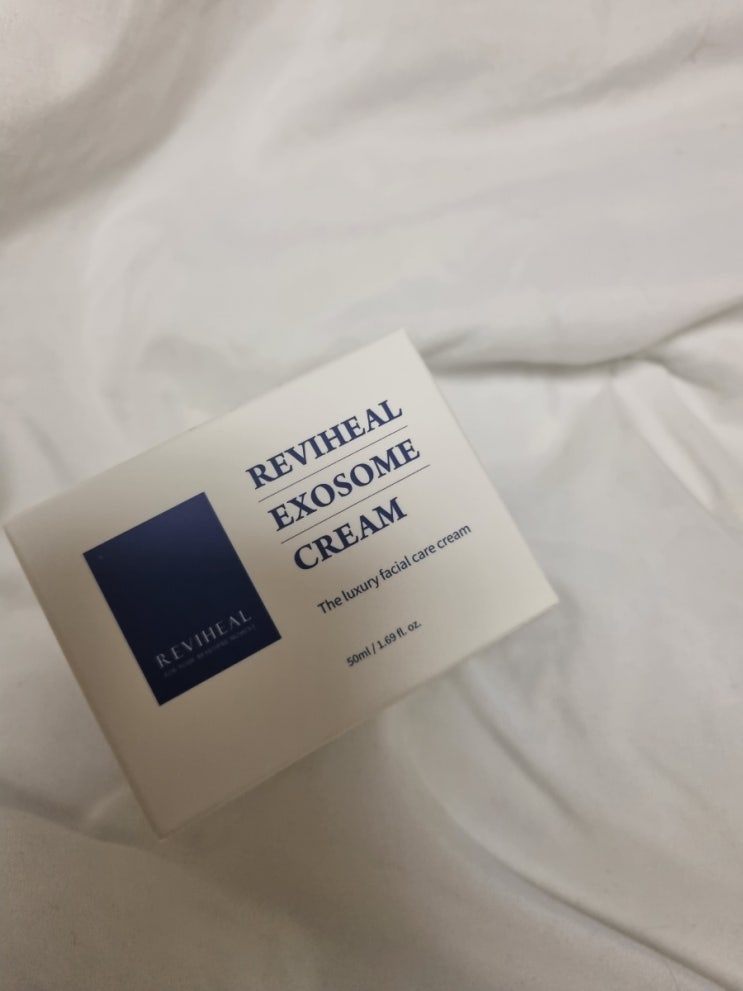 REVIHEAL
EXOSOME
CREAM
The luxury facial care cream
50ml / 1.69 fl. oz.
REVIHEAL